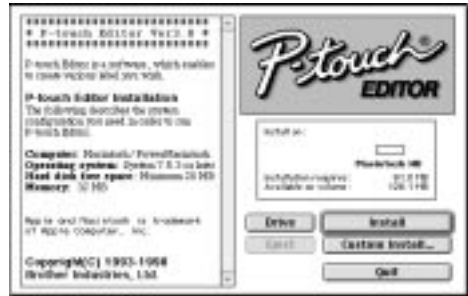 * P-touch Editor Ver3.0 *
P-touch Editor is a software, which enables
to create various label you wish.
P-touch Editor Installation
The following describes the system
configuration you need in order to run
P-touch Editor.
Computer: Macintosh/PowerMacintosh
Operating system: System 7.5.3 or later
Hard disk free space: Minimum 20 MB
Memory: 32 MB
Apple and Macintosh is trademark
of Apple Computer, Inc.
Copyright(C) 1993-1998
Brother Industries, Ltd.
P-touch
EDITOR
Install on:
Macintosh HD
Installation requires:
Available on volume:
Drive
Install
Eject
Custom Install...
Quit